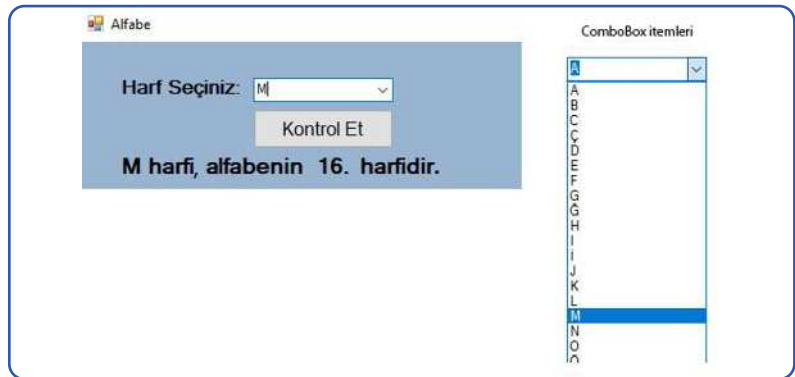 Alfabe
Harf Seçiniz: M
Kontrol Et
M harfi, alfabenin 16. harfidir.
ComboBox itemleri
A
A
B
C
Ç
D
E
F
G
Ğ
H
I
İ
J
K
L
M
N
O